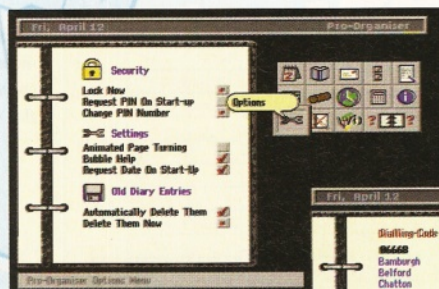 Fri, April 12 Pro-Organiser
Security
Lock Now
Request PIN On Start-up
Change PIN Number
Options
Settings
Animated Page Turning
Bubble Help
Request Date On Start-Up
Old Diary Entries
Automatically Delete Them
Delete Them Now
Pro-Organiser Options Menu
Fri, April 12
Dialling Code
Bamburgh
Belford
Chatton